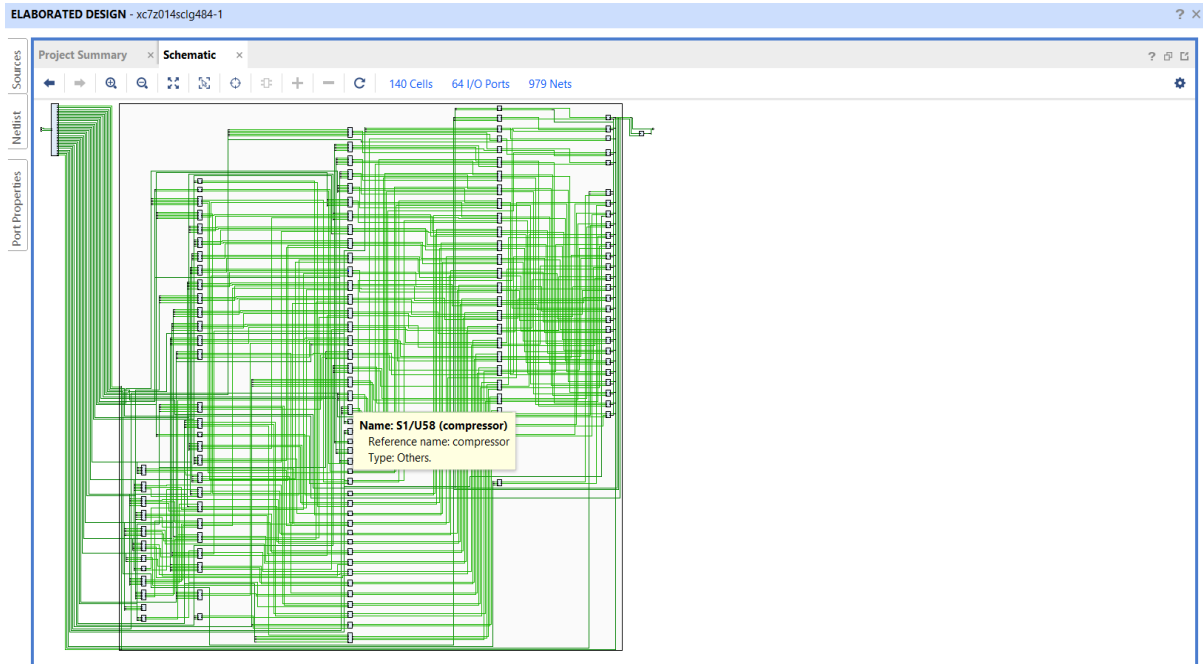 ELABORATED DESIGN - xc7z014sclg484-1
? ×
Sources
Netlist
Port Properties
Project Summary × Schematic ×
?
140 Cells 64 I/O Ports 979 Nets
Name: S1/U58 (compressor)
Reference name: compressor
Type: Others.